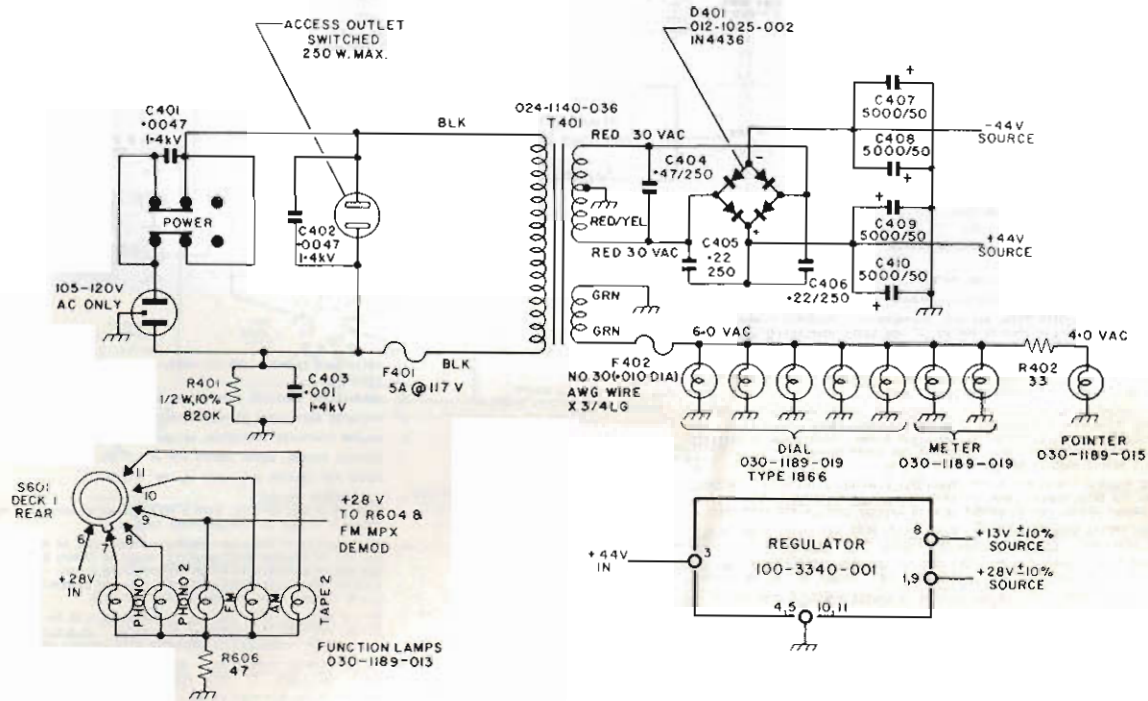 ACCESS OUTLET
SWITCHED
250 W. MAX.
D401
012-1025-002
IN4436
C401
.0047
1.4kV
BLK
024-1140-036
T401
RED 30 VAC
C404
.47/250
-
+
C407
5000/50
-44V
SOURCE
+
C408
5000/50
+
POWER
C402
.0047
1.4kV
RED/YEL
RED 30 VAC
C405
.22
250
+
C406
.22/250
+
C409
5000/50
+44V
SOURCE
C410
5000/50
+
105-120V
AC ONLY
GRN
GRN
6.0 VAC
4.0 VAC
BLK
F401
5A @ 117 V
R401
1/2 W, 10%
820K
C403
.001
1.4kV
F402
NO. 30 (.010 DIA)
AWG WIRE
X 3/4 LG
R402
33
DIAL
030-1189-019
TYPE 1866
METER
030-1189-019
POINTER
030-1189-015
S601
DECK 1
REAR
11
10
9
8
7
6
+28V
IN
+28 V
TO R604 &
FM MPX
DEMOD
PHONO 1
PHONO 2
FM
AM
TAPE 2
R606
47
FUNCTION LAMPS
030-1189-013
+44V
IN
3
REGULATOR
100-3340-001
8
+13V ±10%
SOURCE
1,9
+28V ±10%
SOURCE
4,5
10,11